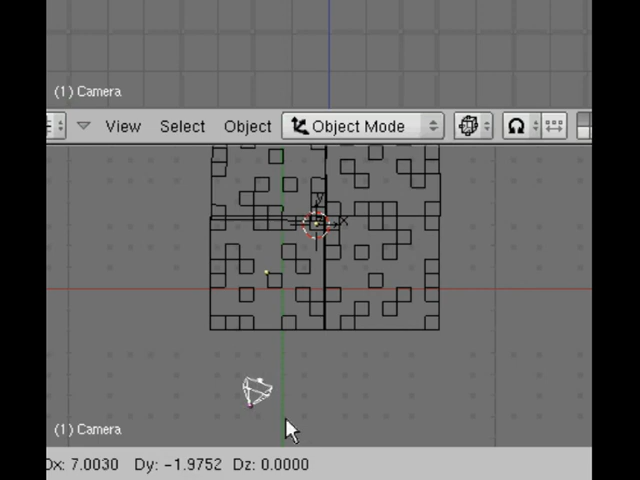 (1) Camera
View Select Object Object Mode
y
x
(1) Camera
Dx: 7.0030 Dy: -1.9752 Dz: 0.0000